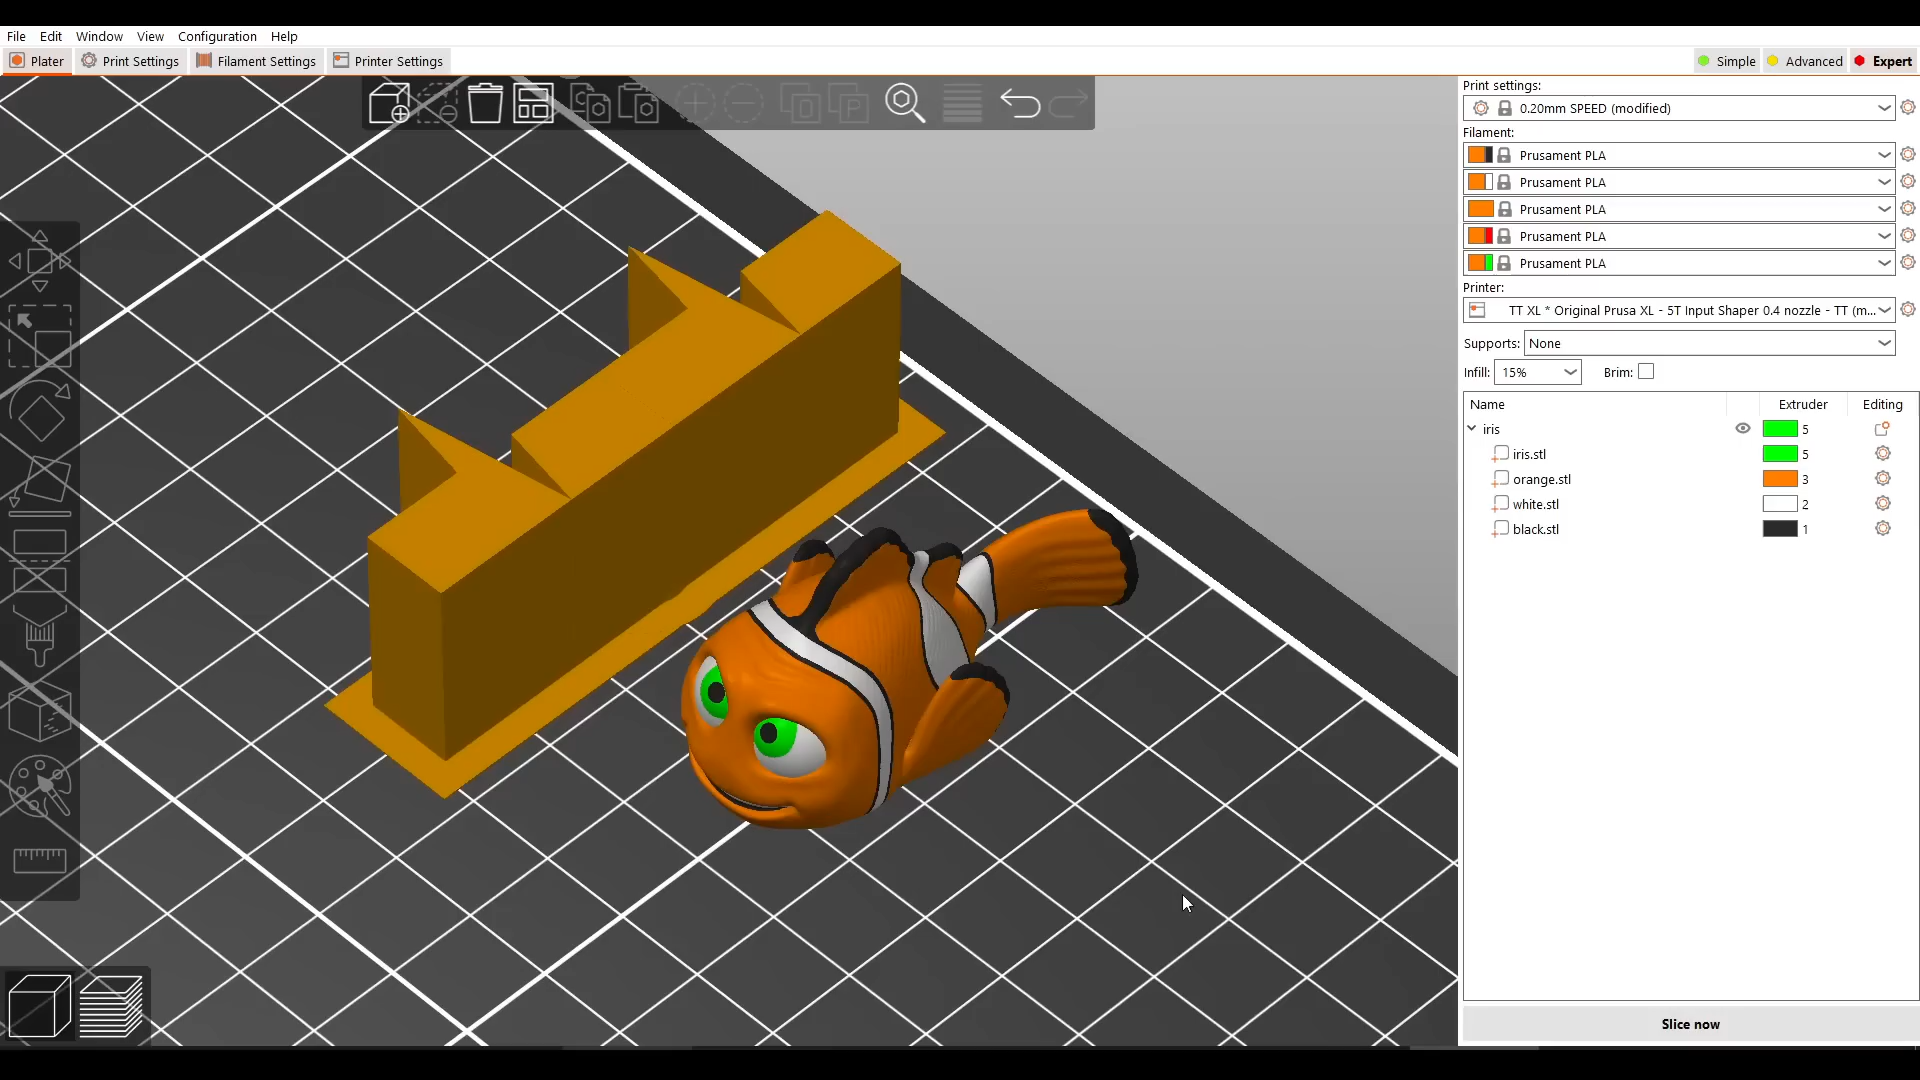 File Edit Window View Configuration Help
Plater Print Settings Filament Settings Printer Settings Simple Advanced Expert
Print settings:
0.20mm SPEED (modified)
Filament:
Prusament PLA
Prusament PLA
Prusament PLA
Prusament PLA
Prusament PLA
Printer:
TT XL * Original Prusa XL - 5T Input Shaper 0.4 nozzle - TT (m...
Supports: None
Infill: 15% Brim:
Name Extruder Editing
iris 5
iris.stl 5
orange.stl 3
white.stl 2
black.stl 1
Slice now